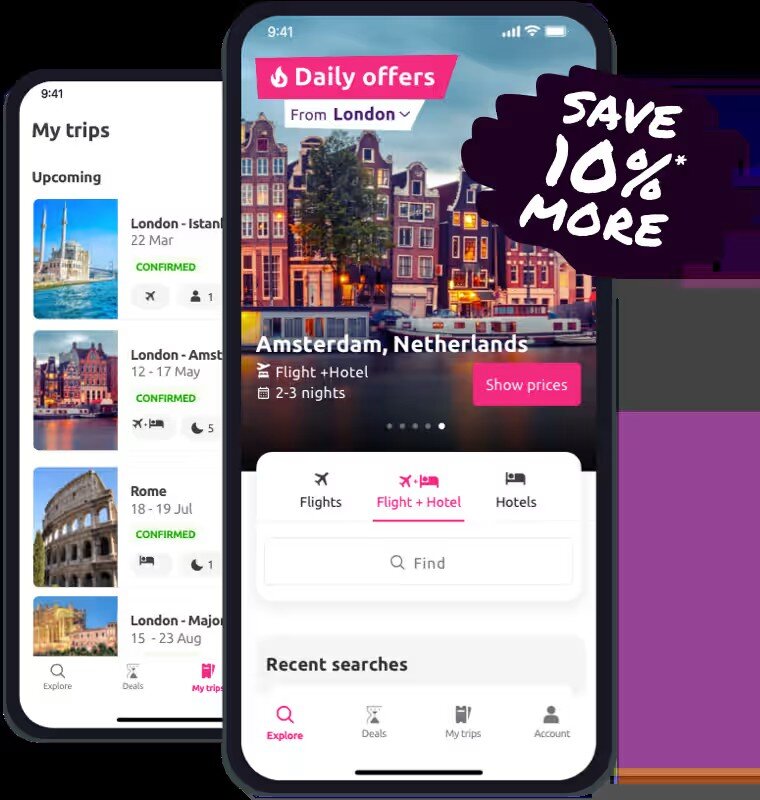 9:41
My trips
Upcoming
London - Istanl
22 Mar
CONFIRMED
1
London - Amst
12 - 17 May
CONFIRMED
5
Rome
18 - 19 Jul
CONFIRMED
1
London - Major
15 - 23 Aug
Explore
Deals
My trips
9:41
Daily offers
From London
SAVE
10%*
MORE
Amsterdam, Netherlands
Flight +Hotel
2-3 nights
Show prices
Flights
Flight + Hotel
Hotels
Find
Recent searches
Explore
Deals
My trips
Account